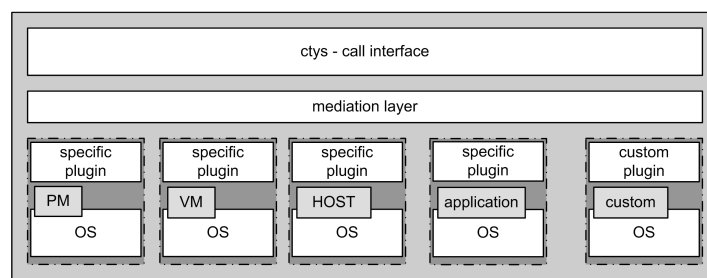 ctys - call interface
mediation layer
specific
plugin
PM
OS
specific
plugin
VM
OS
specific
plugin
HOST
OS
specific
plugin
application
OS
custom
plugin
custom
OS